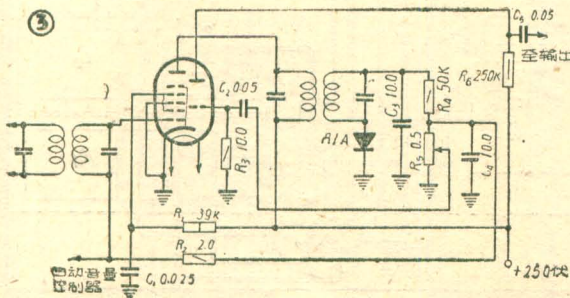 ③
C₅ 0.05
至输出
R₆ 250K
C₂ 0.05
C₃ 10.0
R₄ 50K
Д1А
R₅ 0.5
C₄ 10.0
R₃ 10.0
R₁ 39K
R₂ 2.0
自动音量
控制器
C₁ 0.025
+250伏